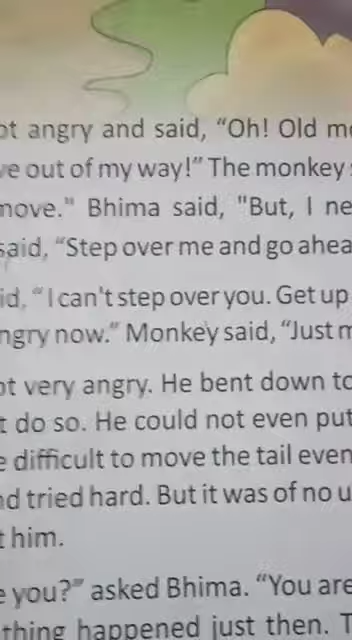 ot angry and said, “Oh! Old m
ve out of my way!” The monkey
move." Bhima said, "But, I ne
said, “Step over me and go ahea
id, “I can't step over you. Get up
ngry now.” Monkey said, “Just m
ot very angry. He bent down to
t do so. He could not even put
e difficult to move the tail even
nd tried hard. But it was of no u
t him.
e you?” asked Bhima. “You are
thing happened just then. T